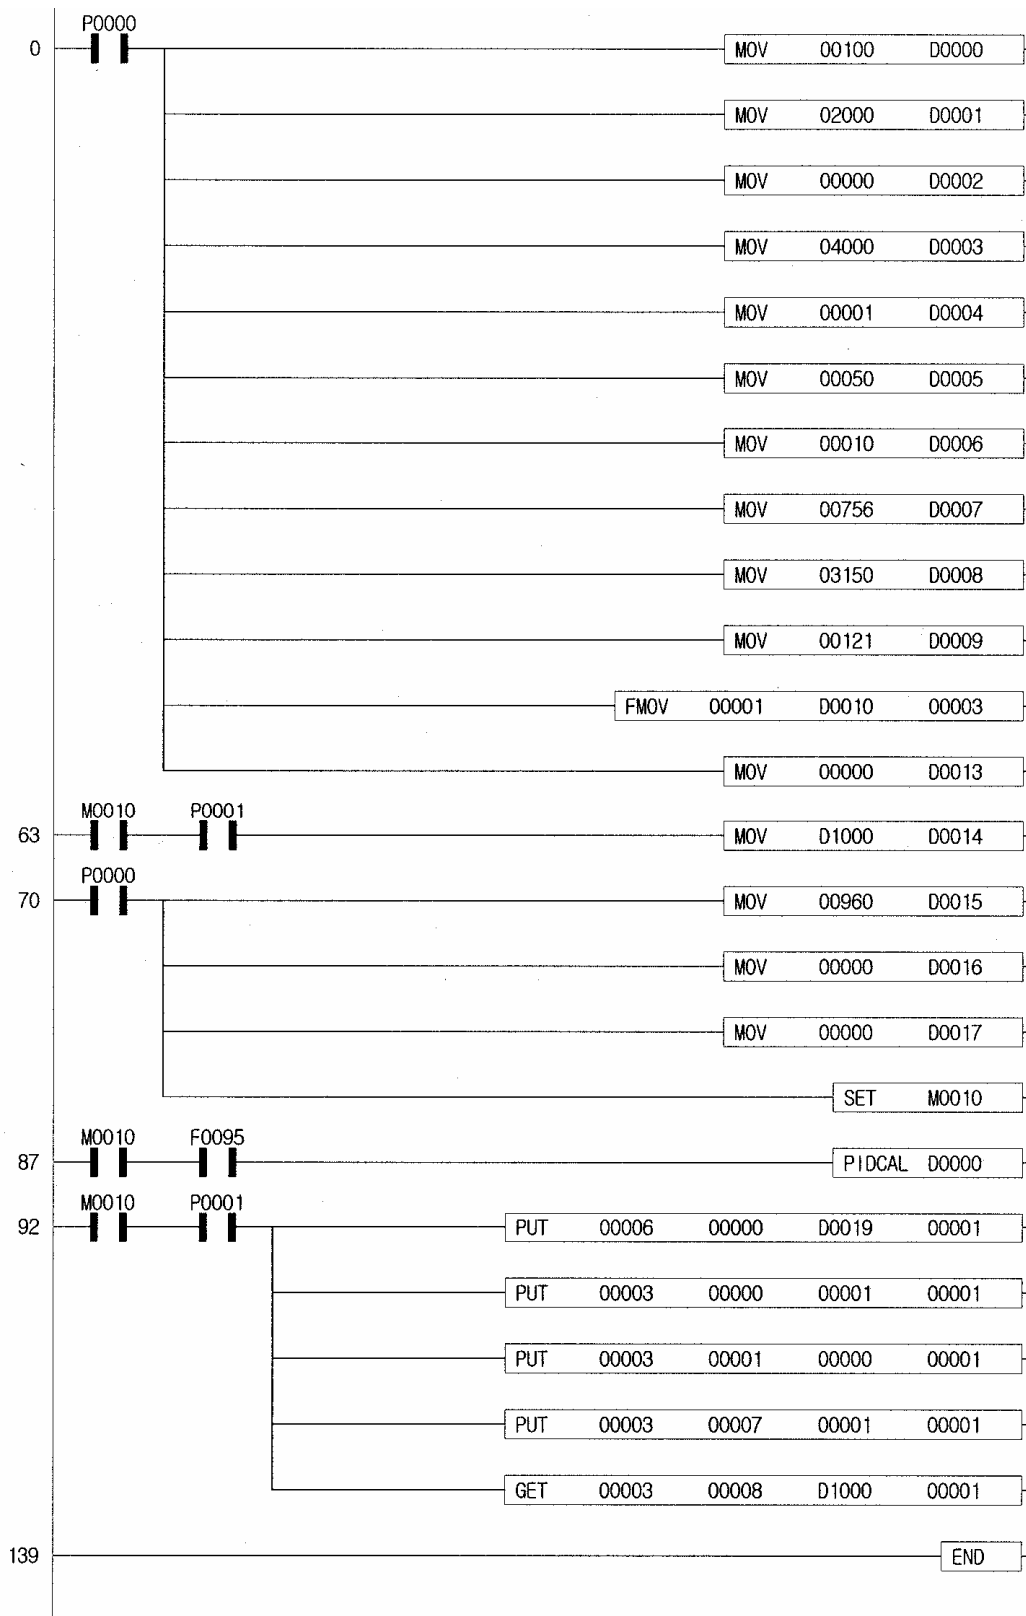 P0000
0 MOV 00100 D0000
MOV 02000 D0001
MOV 00000 D0002
MOV 04000 D0003
MOV 00001 D0004
MOV 00050 D0005
MOV 00010 D0006
MOV 00756 D0007
MOV 03150 D0008
MOV 00121 D0009
FMOV 00001 D0010 00003
MOV 00000 D0013
M0010 P0001
63 MOV D1000 D0014
P0000
70 MOV 00960 D0015
MOV 00000 D0016
MOV 00000 D0017
SET M0010
M0010 F0095
87 PIDCAL D0000
M0010 P0001
92 PUT 00006 00000 D0019 00001
PUT 00003 00000 00001 00001
PUT 00003 00001 00000 00001
PUT 00003 00007 00001 00001
GET 00003 00008 D1000 00001
139 END